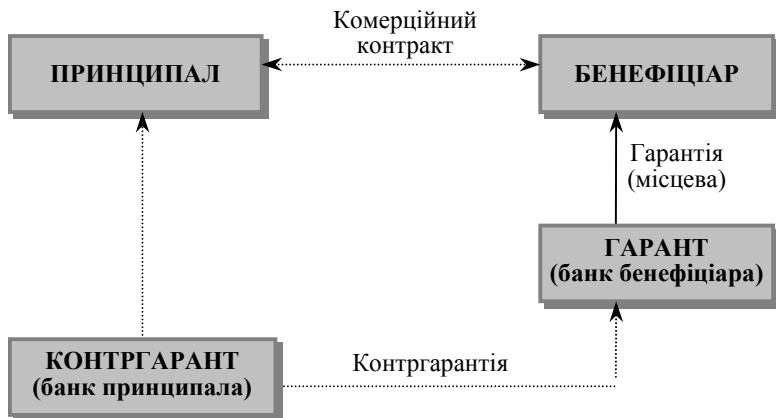 Комерційний
контракт
ПРИНЦИПАЛ
БЕНЕФІЦІАР
Гарантія
(місцева)
ГАРАНТ
(банк бенефіціара)
КОНТРГАРАНТ
(банк принципала)
Контргарантія